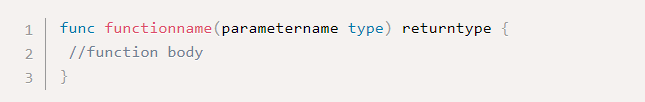 1 func functionname(parametername type) returntype {
2  //function body
3 }